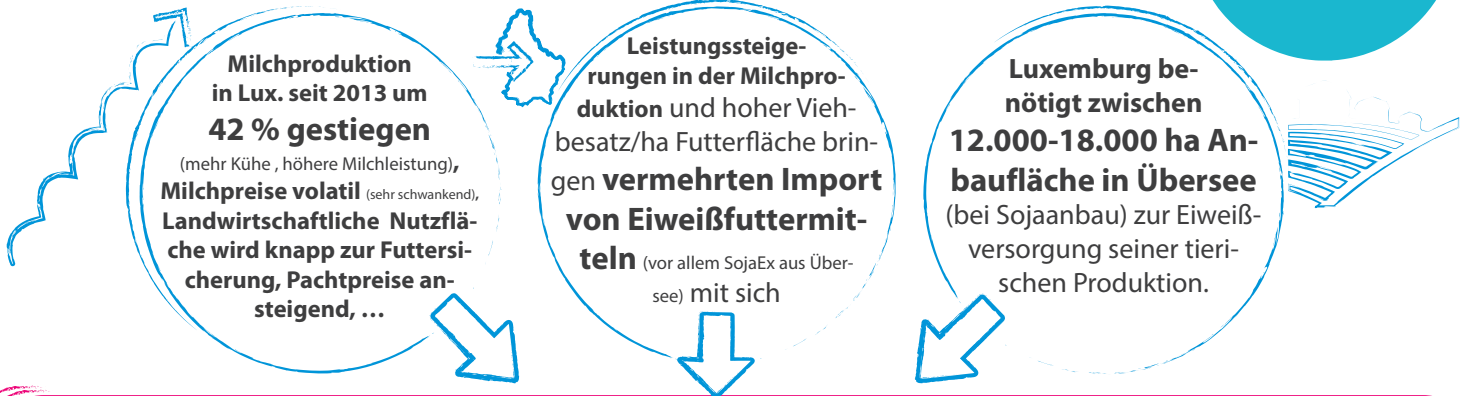 Milchproduktion
in Lux. seit 2013 um
42 % gestiegen
(mehr Kühe , höhere Milchleistung),
Milchpreise volatil (sehr schwankend),
Landwirtschaftliche Nutzflä-
che wird knapp zur Futtersi-
cherung, Pachtpreise an-
steigend, …
Leistungssteige-
rungen in der Milchpro-
duktion und hoher Vieh-
besatz/ha Futterfläche brin-
gen vermehrten Import
von Eiweißfuttermit-
teln (vor allem SojaEx aus Über-
see) mit sich
Luxemburg be-
nötigt zwischen
12.000-18.000 ha An-
baufläche in Übersee
(bei Sojaanbau) zur Eiweiß-
versorgung seiner tieri-
schen Produktion.